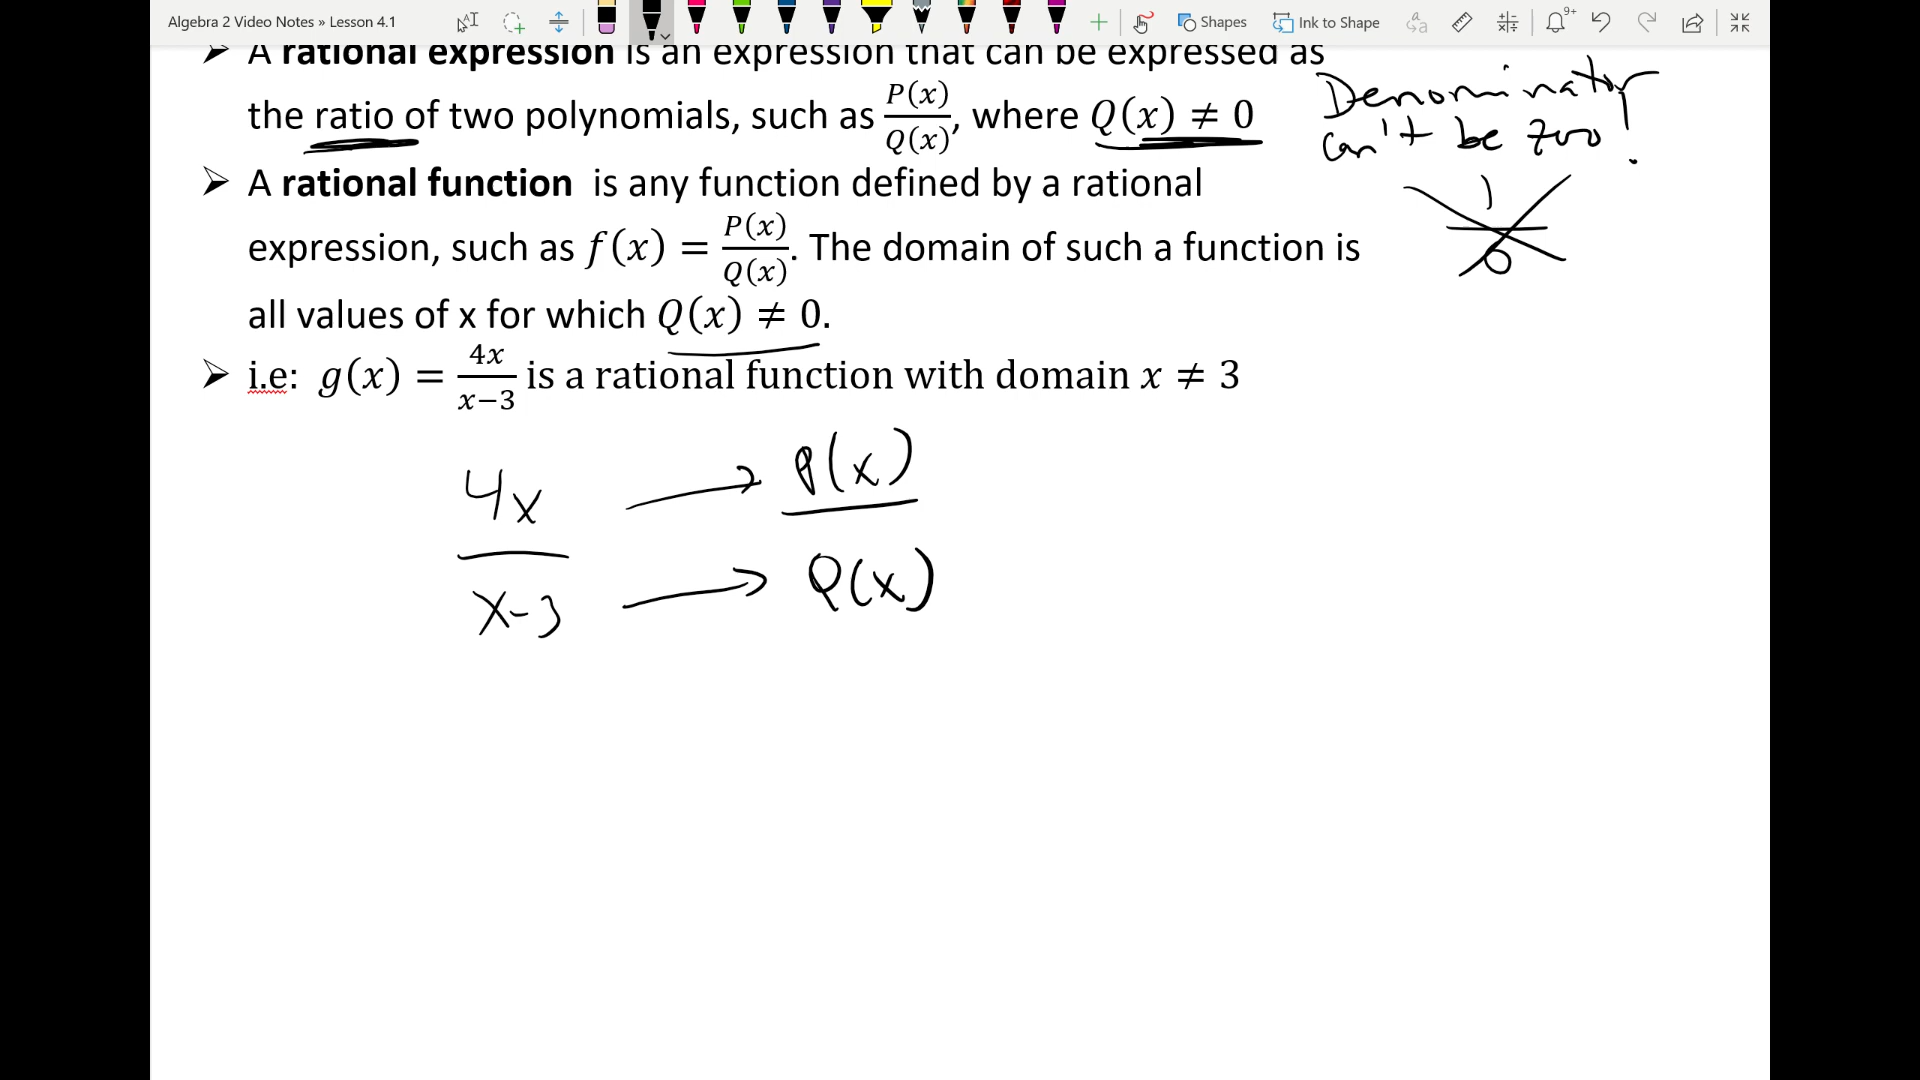 Algebra 2 Video Notes » Lesson 4.1
Shapes
Ink to Shape
9+
➢ A rational expression is an expression that can be expressed as
the ratio of two polynomials, such as P(x)/Q(x), where Q(x) ≠ 0
Denominator
can't be zero!
➢ A rational function is any function defined by a rational
1/0
expression, such as f(x) = P(x)/Q(x). The domain of such a function is
all values of x for which Q(x) ≠ 0.
➢ i.e: g(x) = 4x/x−3 is a rational function with domain x ≠ 3
4x → P(x)
x-3 → Q(x)